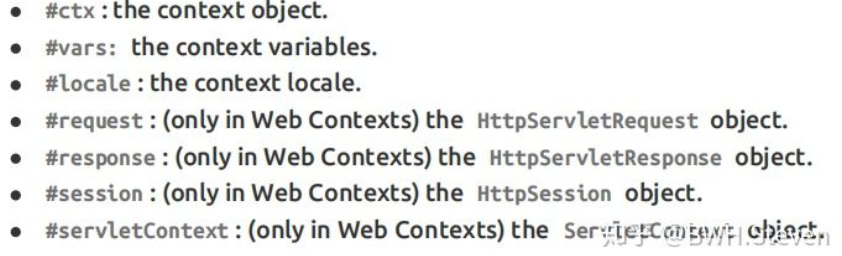 • #ctx : the context object.
• #vars: the context variables.
• #locale : the context locale.
• #request : (only in Web Contexts) the HttpServletRequest object.
• #response : (only in Web Contexts) the HttpServletResponse object.
• #session : (only in Web Contexts) the HttpSession object.
• #servletContext : (only in Web Contexts) the ServletContext object.
知乎 @BWH.Steven